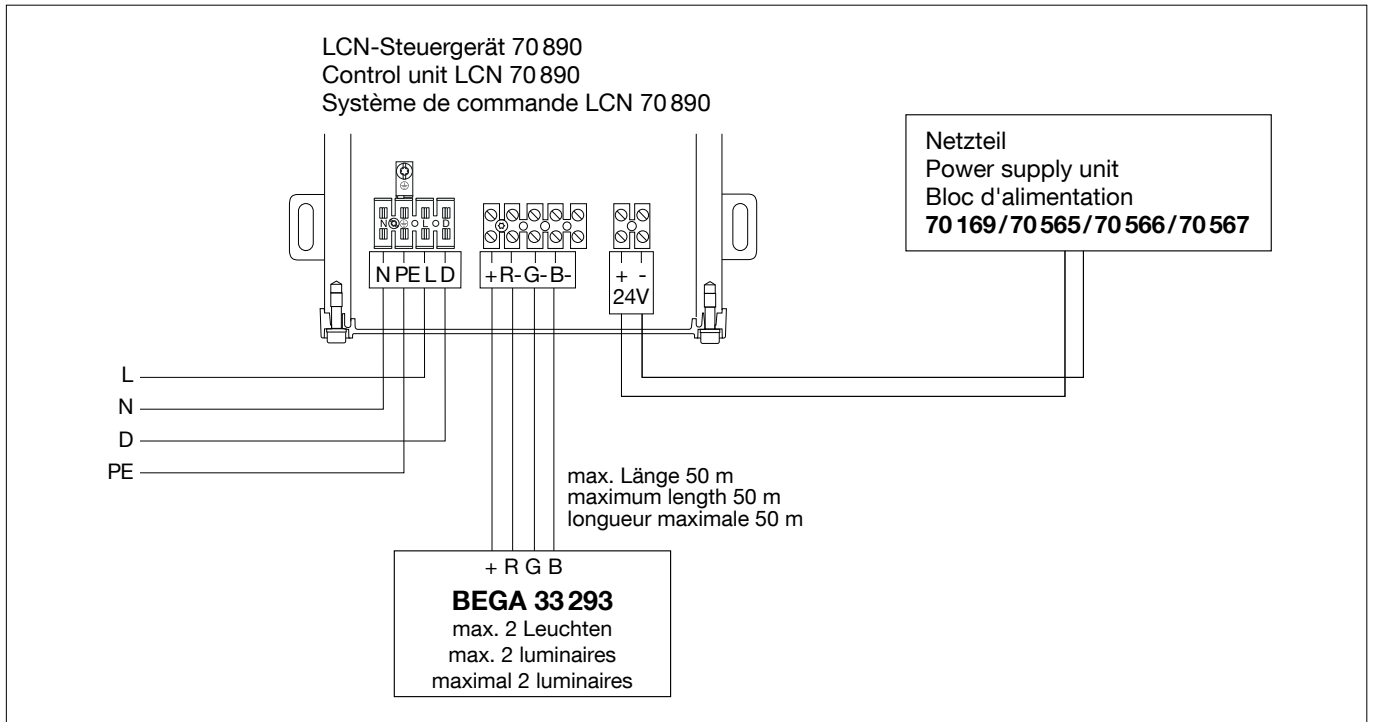 LCN-Steuergerät 70 890
Control unit LCN 70 890
Système de commande LCN 70 890
Netzteil
Power supply unit
Bloc d'alimentation
70 169 / 70 565 / 70 566 / 70 567
N L D
N PE L D
+ R- G- B-
+ -
24V
L
N
D
PE
max. Länge 50 m
maximum length 50 m
longueur maximale 50 m
+ R G B
BEGA 33 293
max. 2 Leuchten
max. 2 luminaires
maximal 2 luminaires